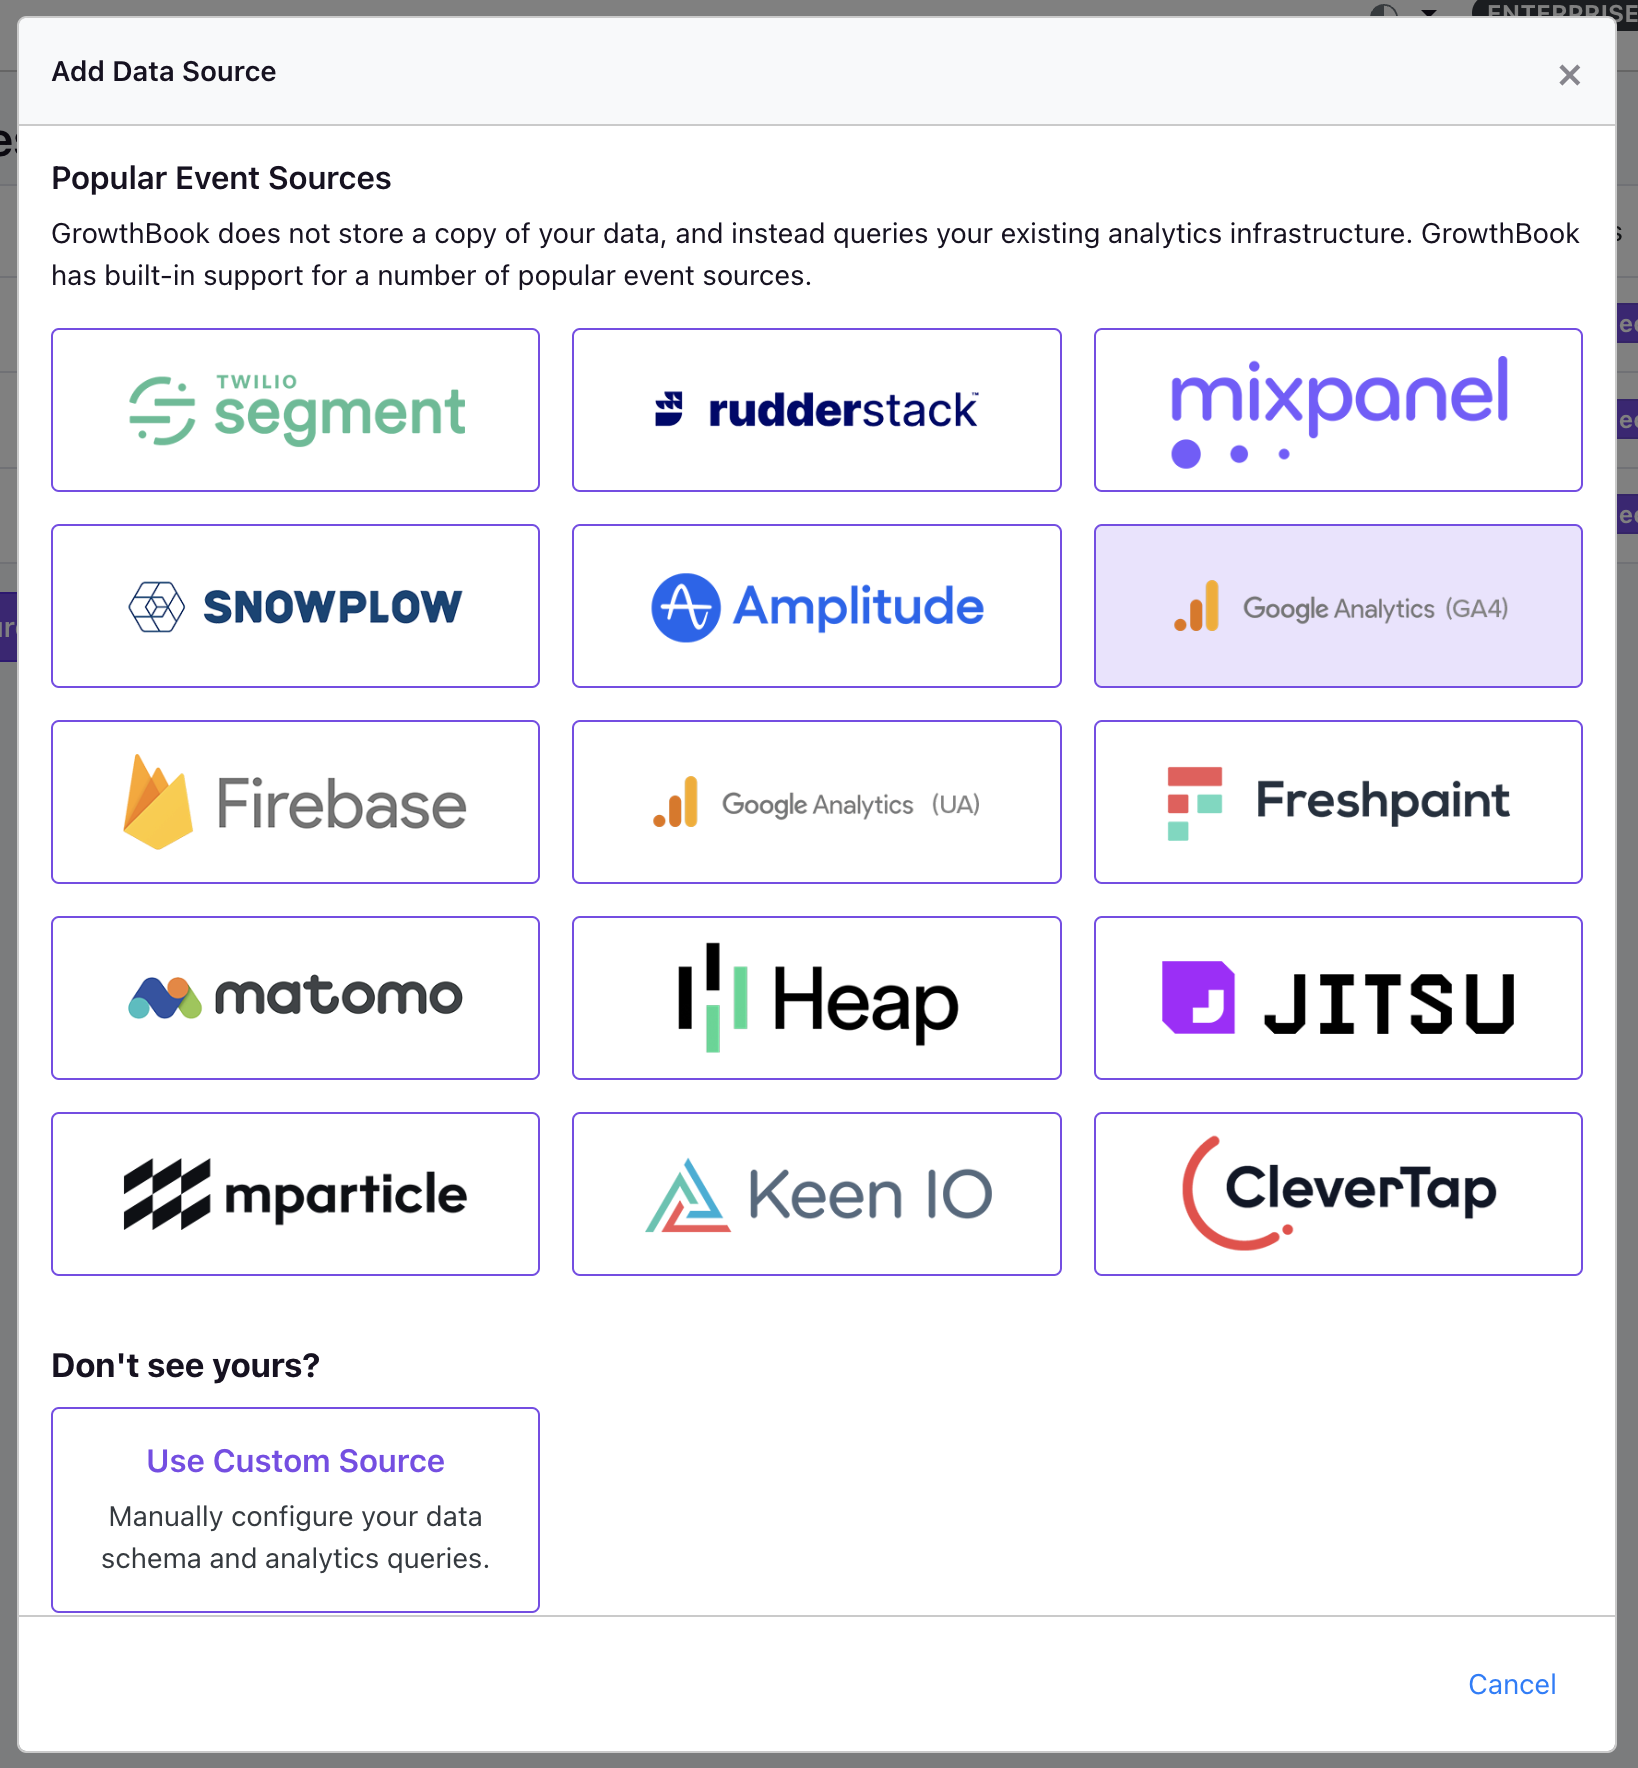 ENTERPRISE
Add Data Source
×
Popular Event Sources
GrowthBook does not store a copy of your data, and instead queries your existing analytics infrastructure. GrowthBook
has built-in support for a number of popular event sources.
TWILIO
segment
rudderstack™
mixpanel
SNOWPLOW
Amplitude
Google Analytics (GA4)
Firebase
Google Analytics (UA)
Freshpaint
matomo
Heap
JITSU
mparticle
Keen IO
CleverTap
Don't see yours?
Use Custom Source
Manually configure your data
schema and analytics queries.
Cancel